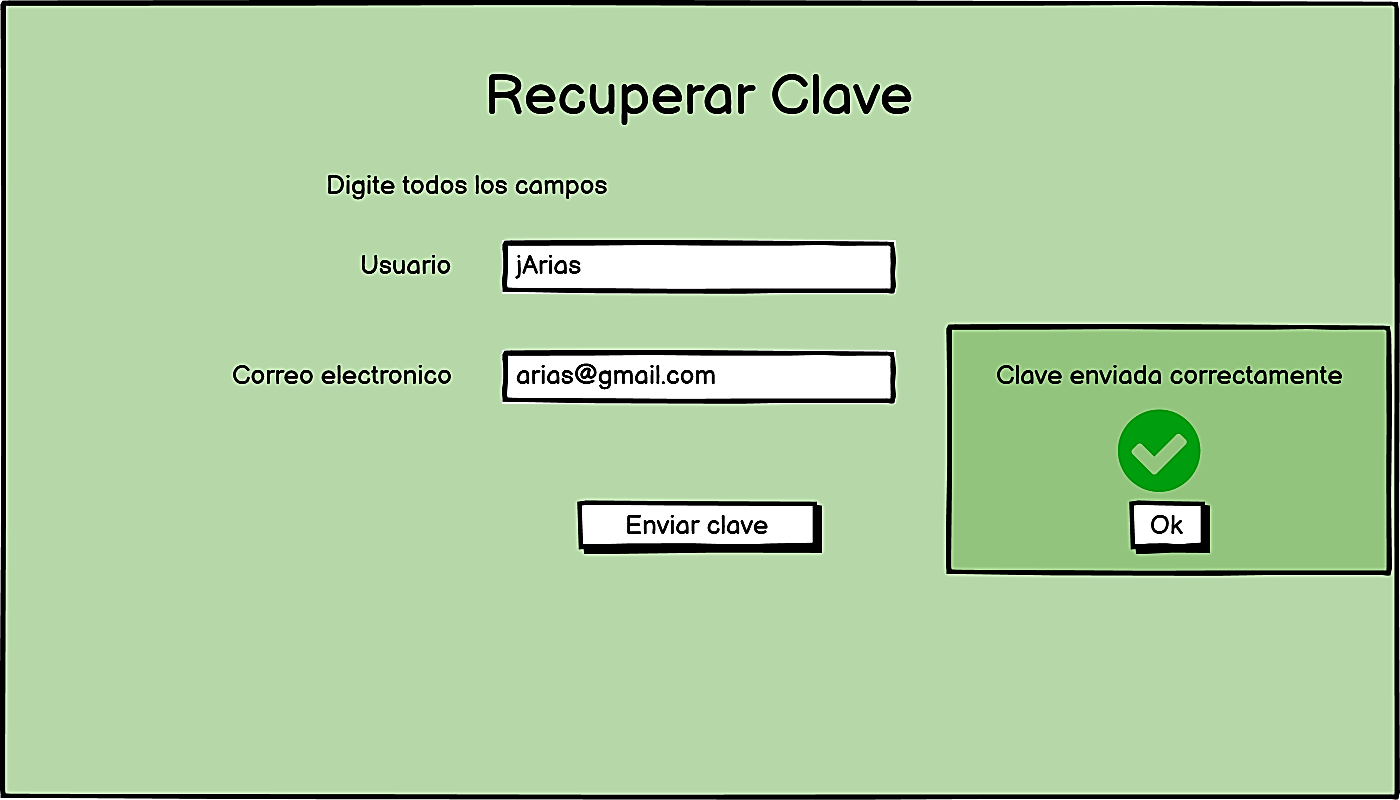 Recuperar Clave
Digite todos los campos
Usuario
jArias
Correo electronico
arias@gmail.com
Clave enviada correctamente
Enviar clave
Ok